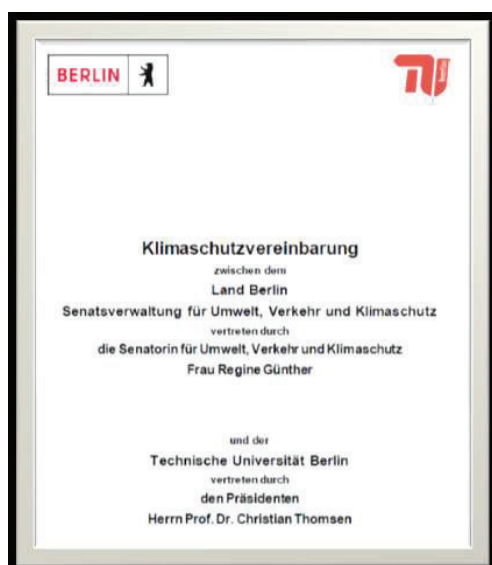 BERLIN
berlin
Klimaschutzvereinbarung
zwischen dem
Land Berlin
Senatsverwaltung für Umwelt, Verkehr und Klimaschutz
vertreten durch
die Senatorin für Umwelt, Verkehr und Klimaschutz
Frau Regine Günther
und der
Technische Universität Berlin
vertreten durch
den Präsidenten
Herrn Prof. Dr. Christian Thomsen